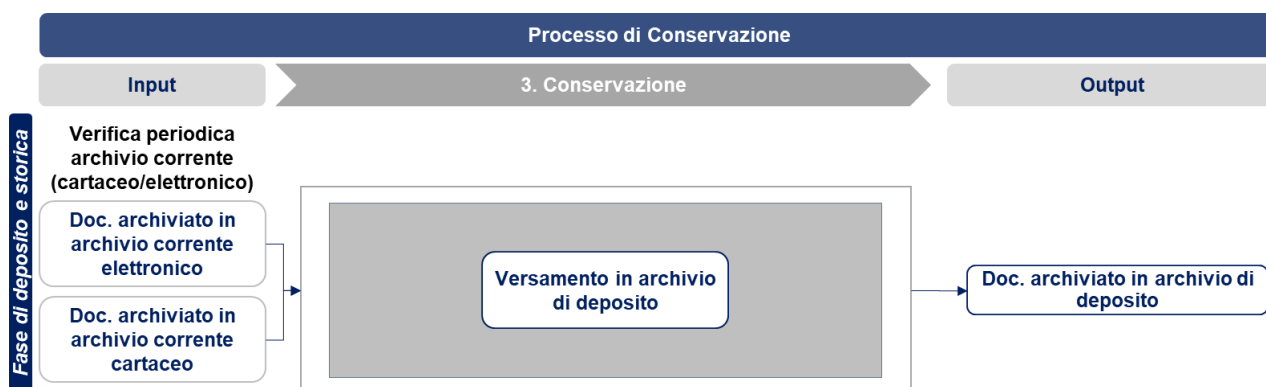 Processo di Conservazione
Input
3. Conservazione
Output
Fase di deposito e storica
Verifica periodica
archivio corrente
(cartaceo/elettronico)
Doc. archiviato in
archivio corrente
elettronico
Doc. archiviato in
archivio corrente
cartaceo
Versamento in archivio
di deposito
Doc. archiviato in archivio di
deposito